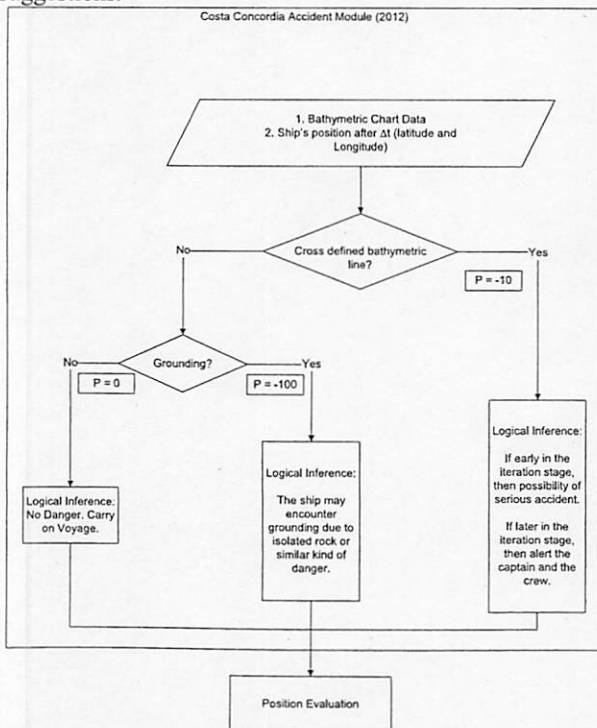 Costa Concordia Accident Module (2012)
1. Bathymetric Chart Data
2. Ship's position after Δt (latitude and
Longitude)
No
Cross defined bathymetric
line?
Yes
P = -10
No
Grounding?
Yes
P = 0
P = -100
Logical Inference:
No Danger, Carry
on Voyage.
Logical Inference:
The ship may
encounter
grounding due to
isolated rock or
similar kind of
danger.
Logical Inference:
If early in the
iteration stage,
then possibility of
serious accident.
If later in the
iteration stage,
then alert the
captain and the
crew.
Position Evaluation